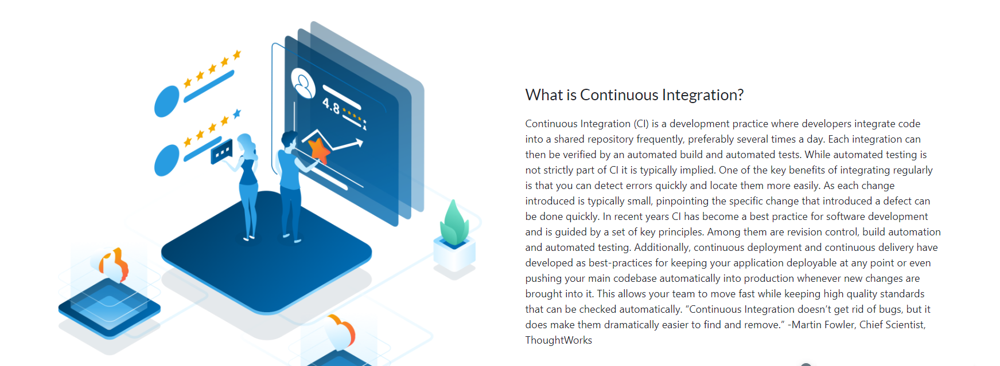 4.8
What is Continuous Integration?
Continuous Integration (CI) is a development practice where developers integrate code
into a shared repository frequently, preferably several times a day. Each integration can
then be verified by an automated build and automated tests. While automated testing is
not strictly part of CI it is typically implied. One of the key benefits of integrating regularly
is that you can detect errors quickly and locate them more easily. As each change
introduced is typically small, pinpointing the specific change that introduced a defect can
be done quickly. In recent years CI has become a best practice for software development
and is guided by a set of key principles. Among them are revision control, build automation
and automated testing. Additionally, continuous deployment and continuous delivery have
developed as best-practices for keeping your application deployable at any point or even
pushing your main codebase automatically into production whenever new changes are
brought into it. This allows your team to move fast while keeping high quality standards
that can be checked automatically. “Continuous Integration doesn’t get rid of bugs, but it
does make them dramatically easier to find and remove.” -Martin Fowler, Chief Scientist,
ThoughtWorks